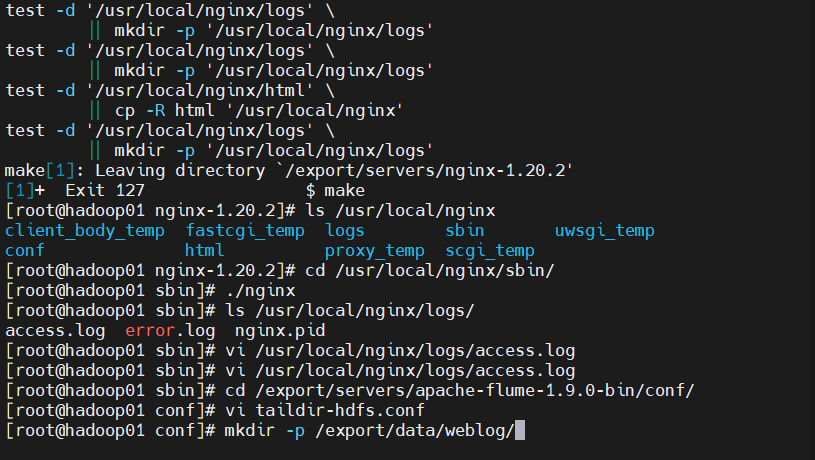 test -d '/usr/local/nginx/logs' \
        || mkdir -p '/usr/local/nginx/logs'
test -d '/usr/local/nginx/logs' \
        || mkdir -p '/usr/local/nginx/logs'
test -d '/usr/local/nginx/html' \
        || cp -R html '/usr/local/nginx'
test -d '/usr/local/nginx/logs' \
        || mkdir -p '/usr/local/nginx/logs'
make[1]: Leaving directory `/export/servers/nginx-1.20.2'
[1]+  Exit 127                $ make
[root@hadoop01 nginx-1.20.2]# ls /usr/local/nginx
client_body_temp  fastcgi_temp  logs        sbin       uwsgi_temp
conf              html          proxy_temp  scgi_temp
[root@hadoop01 nginx-1.20.2]# cd /usr/local/nginx/sbin/
[root@hadoop01 sbin]# ./nginx
[root@hadoop01 sbin]# ls /usr/local/nginx/logs/
access.log  error.log  nginx.pid
[root@hadoop01 sbin]# vi /usr/local/nginx/logs/access.log
[root@hadoop01 sbin]# vi /usr/local/nginx/logs/access.log
[root@hadoop01 sbin]# cd /export/servers/apache-flume-1.9.0-bin/conf/
[root@hadoop01 conf]# vi taildir-hdfs.conf
[root@hadoop01 conf]# mkdir -p /export/data/weblog/